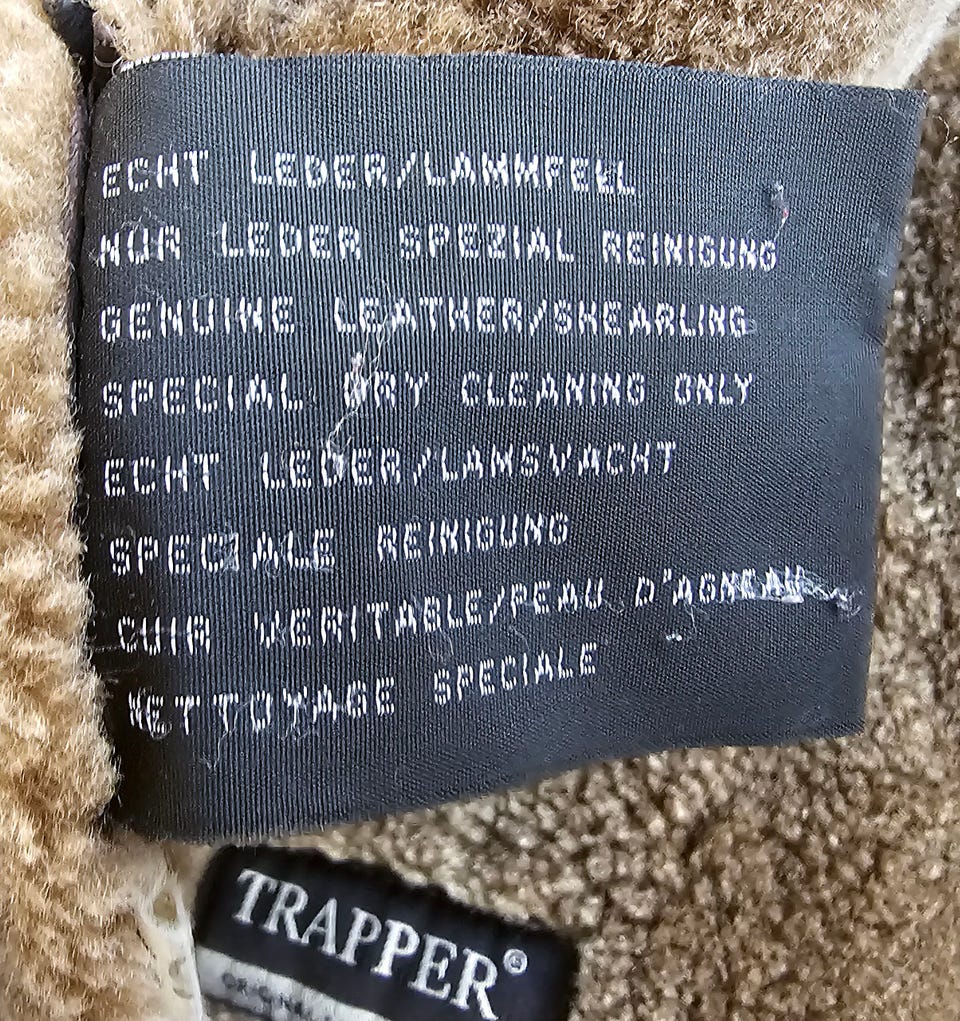 ECHT LEDER/LAMMFELL
NUR LEDER SPEZIAL REINIGUNG
GENUINE LEATHER/SHEARLING
SPECIAL DRY CLEANING ONLY
ECHT LEDER/LAMSVACHT
SPECIALE REINIGUNG
CUIR VERITABLE/PEAU D'AGNEAU
NETTOYAGE SPECIALE
TRAPPER®